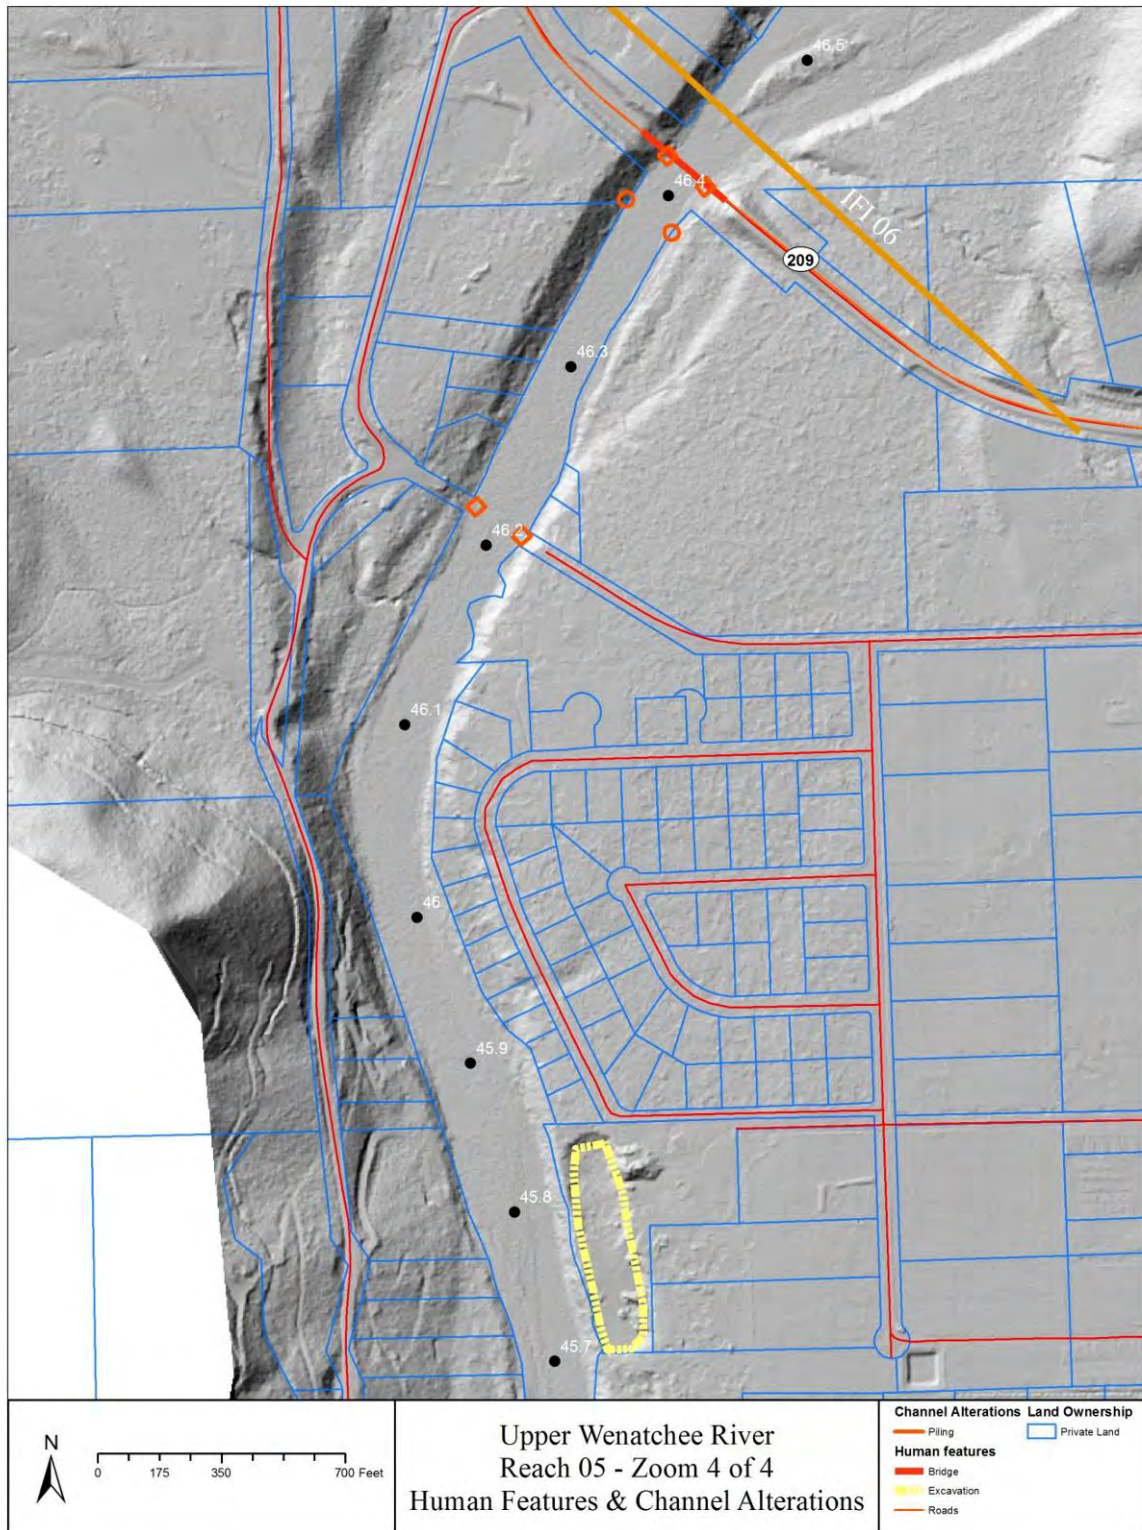 46.5
46.4
IFI 06
209
46.3
46.2
46.1
46
45.9
45.8
45.7
N
0 175 350 700 Feet
Upper Wenatchee River
Reach 05 - Zoom 4 of 4
Human Features & Channel Alterations
Channel Alterations Land Ownership
Piling Private Land
Human features
Bridge
Excavation
Roads